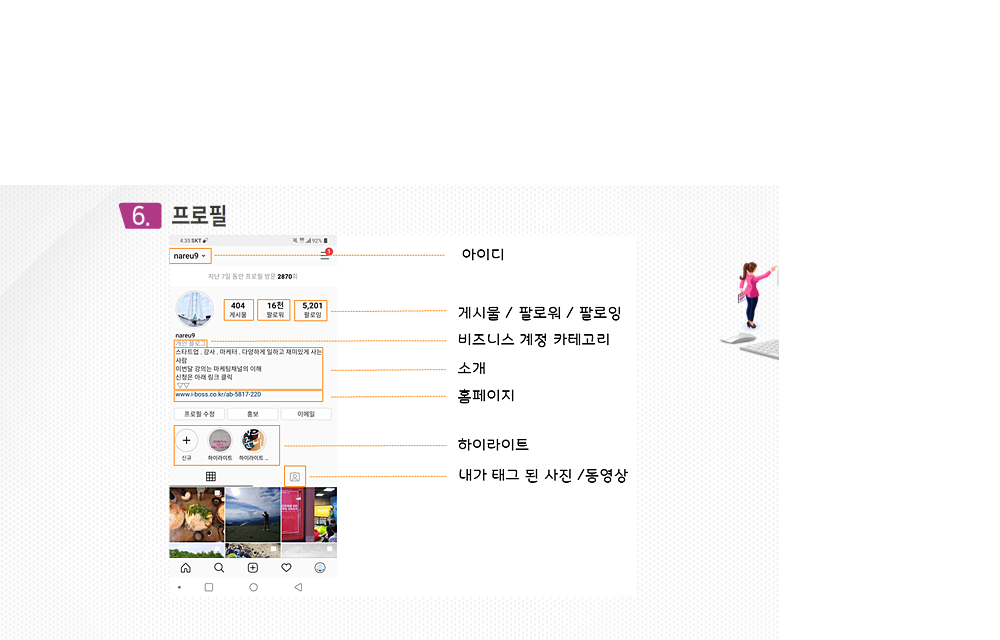 6. 프로필
4:35 SKT
92%
nareu9
1
아이디
지난 7일 동안 프로필 방문 2870회
404 16천 5,201
게시물 팔로워 팔로잉
게시물 / 팔로워 / 팔로잉
nareu9
개인 블로그
비즈니스 계정 카테고리
스타트업 . 강사 . 마케터 . 다양하게 일하고 재미있게 사는
사람
이번달 강의는 마케팅채널의 이해
신청은 아래 링크 클릭
▽▽
소개
www.i-boss.co.kr/ab-5817-220
홈페이지
프로필 수정 홍보 이메일
신규 하이라이트 하이라이트 ...
하이라이트
내가 태그 된 사진 /동영상